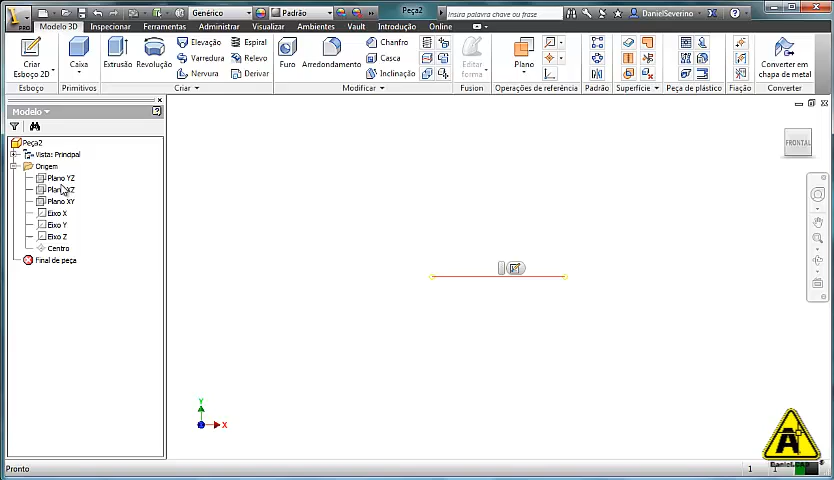 PRO
Genérico
Padrão
Peça2
Insira palavra chave ou frase
DanielSeverino
Modelo 3D
Inspecionar
Ferramentas
Administrar
Visualizar
Ambientes
Vault
Introdução
Online
Criar
Esboço 2D
Caixa
Extrusão
Revolução
Elevação
Varredura
Nervura
Espiral
Relevo
Derivar
Furo
Arredondamento
Chanfro
Casca
Inclinação
Editar
forma
Plano
Converter em
chapa de metal
Esboço
Primitivos
Criar
Modificar
Fusion
Operações de referência
Padrão
Superfície
Peça de plástico
Fiação
Converter
Modelo
Peça2
Vista: Principal
Origem
Plano YZ
Plano XZ
Plano XY
Eixo X
Eixo Y
Eixo Z
Centro
Final de peça
FRONTAL
Y
X
A
DanielCAD
Pronto
1
1